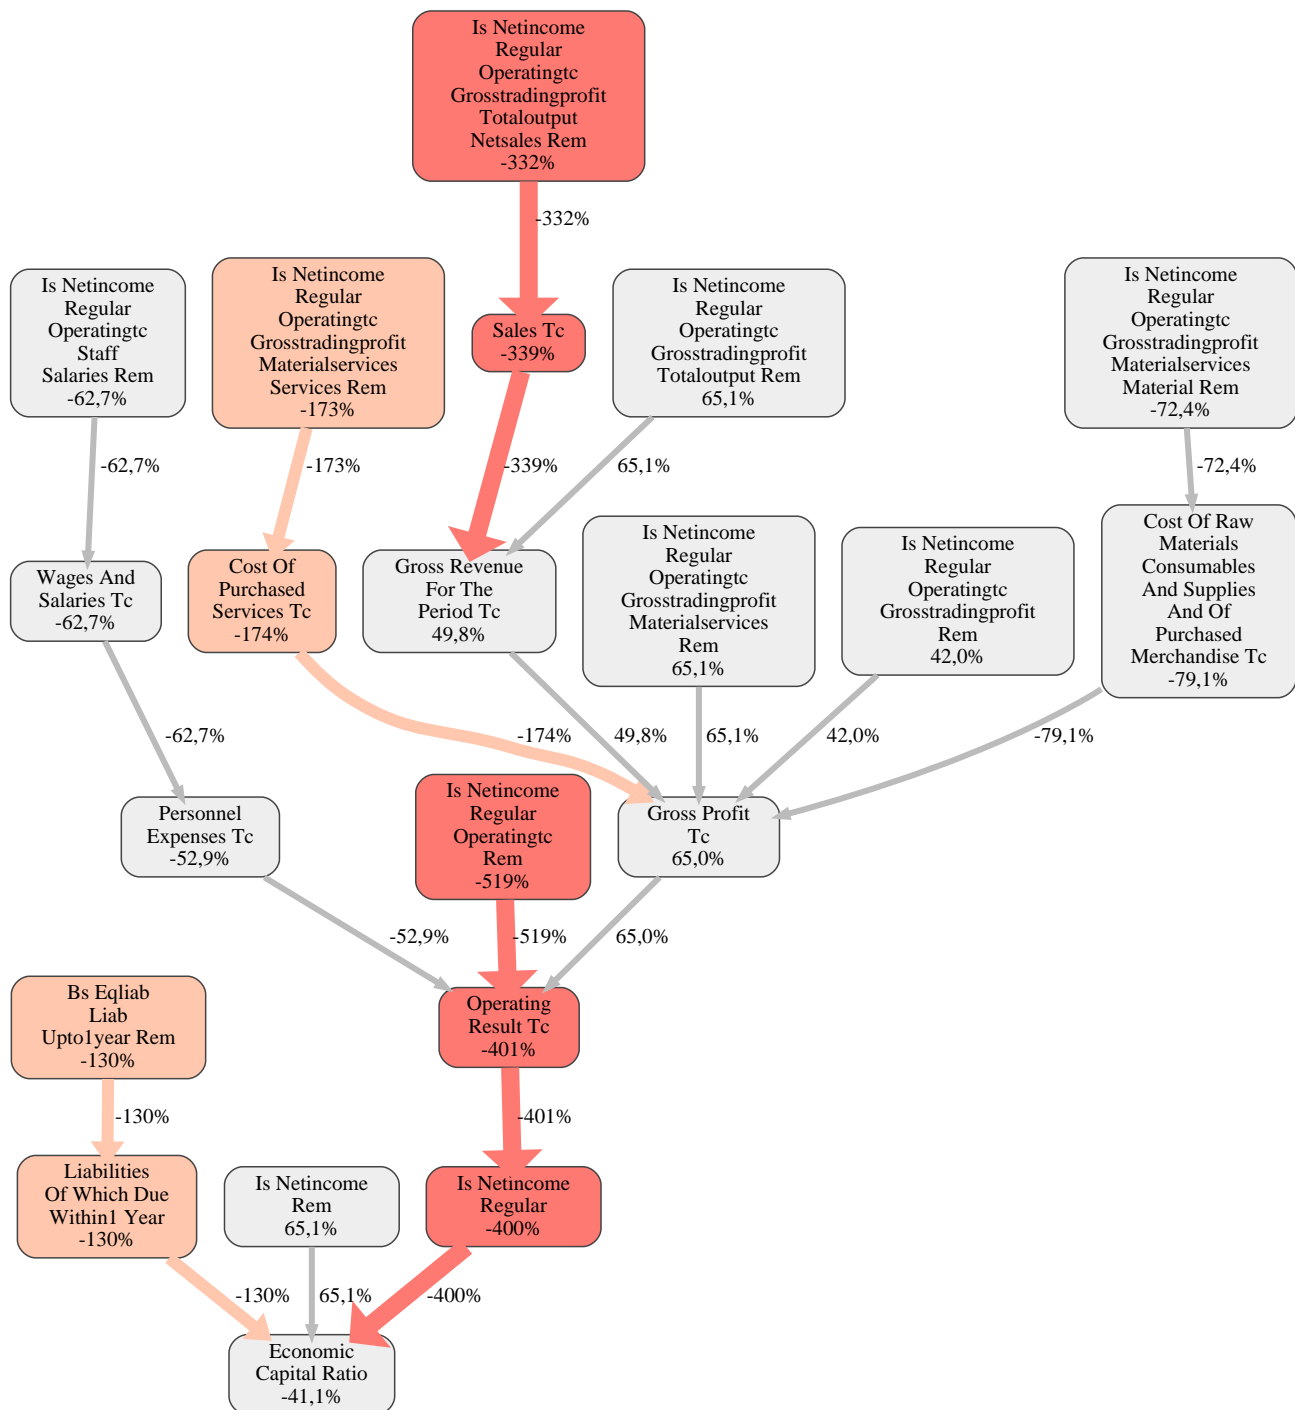 Is Netincome
Regular
Operatingtc
Grosstradingprofit
Totaloutput
Netsales Rem
-332%
-332%
Is Netincome
Regular
Operatingtc
Staff
Salaries Rem
-62,7%
Is Netincome
Regular
Operatingtc
Grosstradingprofit
Materialservices
Services Rem
-173%
Sales Tc
-339%
Is Netincome
Regular
Operatingtc
Grosstradingprofit
Totaloutput Rem
65,1%
Is Netincome
Regular
Operatingtc
Grosstradingprofit
Materialservices
Material Rem
-72,4%
-62,7%
-173%
-339%
65,1%
-72,4%
Wages And
Salaries Tc
-62,7%
Cost Of
Purchased
Services Tc
-174%
Gross Revenue
For The
Period Tc
49,8%
Is Netincome
Regular
Operatingtc
Grosstradingprofit
Materialservices
Rem
65,1%
Is Netincome
Regular
Operatingtc
Grosstradingprofit
Rem
42,0%
Cost Of Raw
Materials
Consumables
And Supplies
And Of
Purchased
Merchandise Tc
-79,1%
-62,7%
-174%
49,8%
65,1%
42,0%
-79,1%
Personnel
Expenses Tc
-52,9%
Is Netincome
Regular
Operatingtc
Rem
-519%
Gross Profit
Tc
65,0%
-52,9%
-519%
65,0%
Bs Eqliab
Liab
Upto1year Rem
-130%
Operating
Result Tc
-401%
-130%
-401%
Liabilities
Of Which Due
Within1 Year
-130%
Is Netincome
Rem
65,1%
Is Netincome
Regular
-400%
-130%
65,1%
-400%
Economic
Capital Ratio
-41,1%